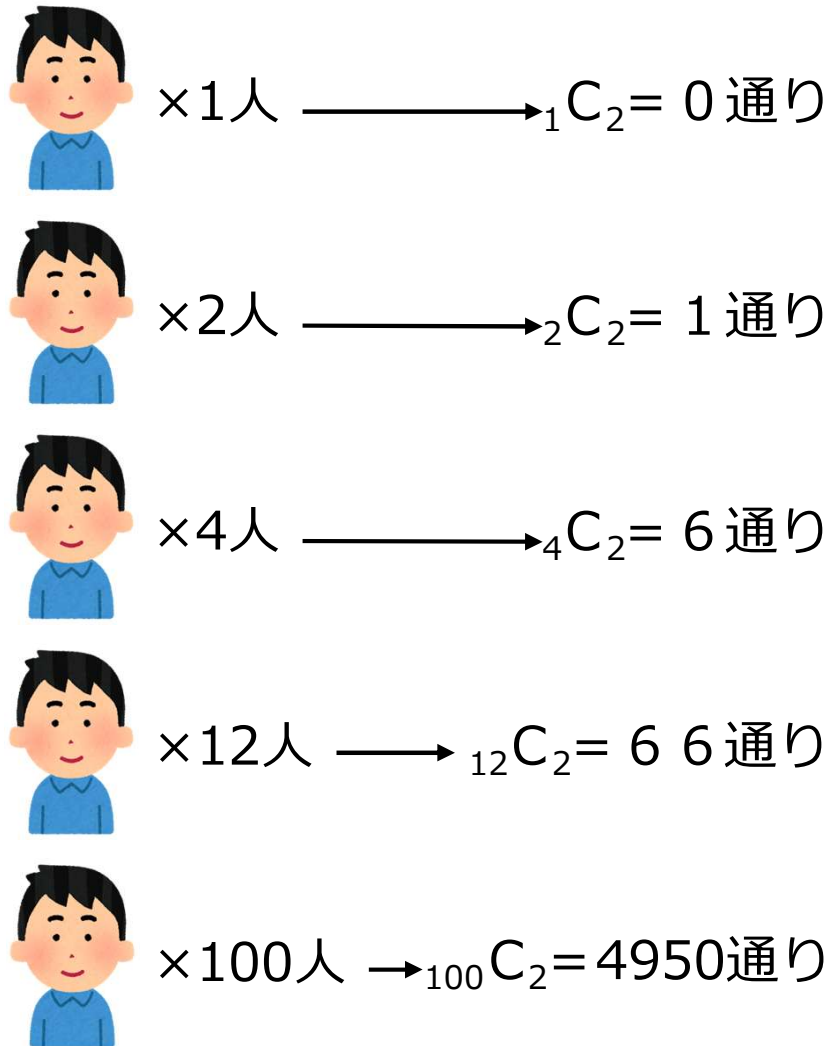 ×1人 → ₁C₂= 0通り
×2人 → ₂C₂= 1通り
×4人 → ₄C₂= 6通り
×12人 → ₁₂C₂= 66通り
×100人 → ₁₀₀C₂=4950通り